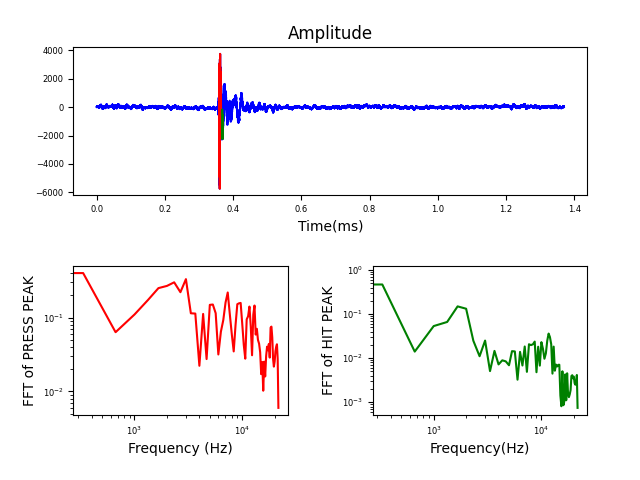 Amplitude
4000
2000
0
−2000
−4000
−6000
0.0 0.2 0.4 0.6 0.8 1.0 1.2 1.4
Time(ms)
FFT of PRESS PEAK
10⁻¹
10⁻²
10³ 10⁴
Frequency (Hz)
FFT of HIT PEAK
10⁰
10⁻¹
10⁻²
10⁻³
10³ 10⁴
Frequency(Hz)